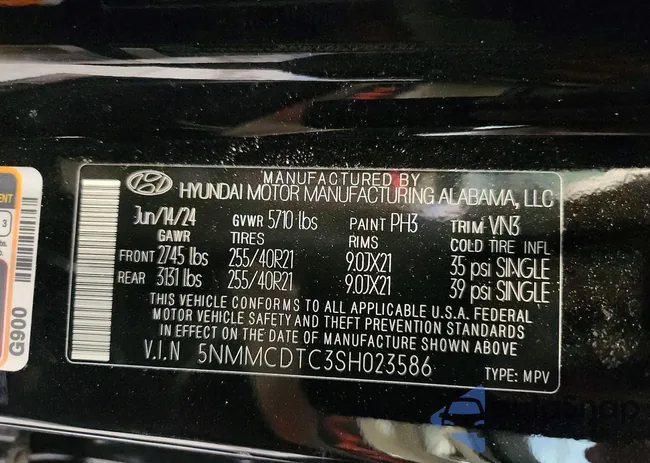 MANUFACTURED BY
HYUNDAI MOTOR MANUFACTURING ALABAMA, LLC
Jun/14/24 GVWR 5710 lbs PAINT PH3 TRIM VN3
GAWR TIRES RIMS COLD TIRE INFL
FRONT 2745 lbs 255/40R21 9.0JX21 35 psi SINGLE
REAR 3131 lbs 255/40R21 9.0JX21 39 psi SINGLE
THIS VEHICLE CONFORMS TO ALL APPLICABLE U.S.A. FEDERAL
MOTOR VEHICLE SAFETY AND THEFT PREVENTION STANDARDS
IN EFFECT ON THE DATE OF MANUFACTURE SHOWN ABOVE
V.I.N 5NMMCDTC3SH023586
TYPE: MPV
G900
3